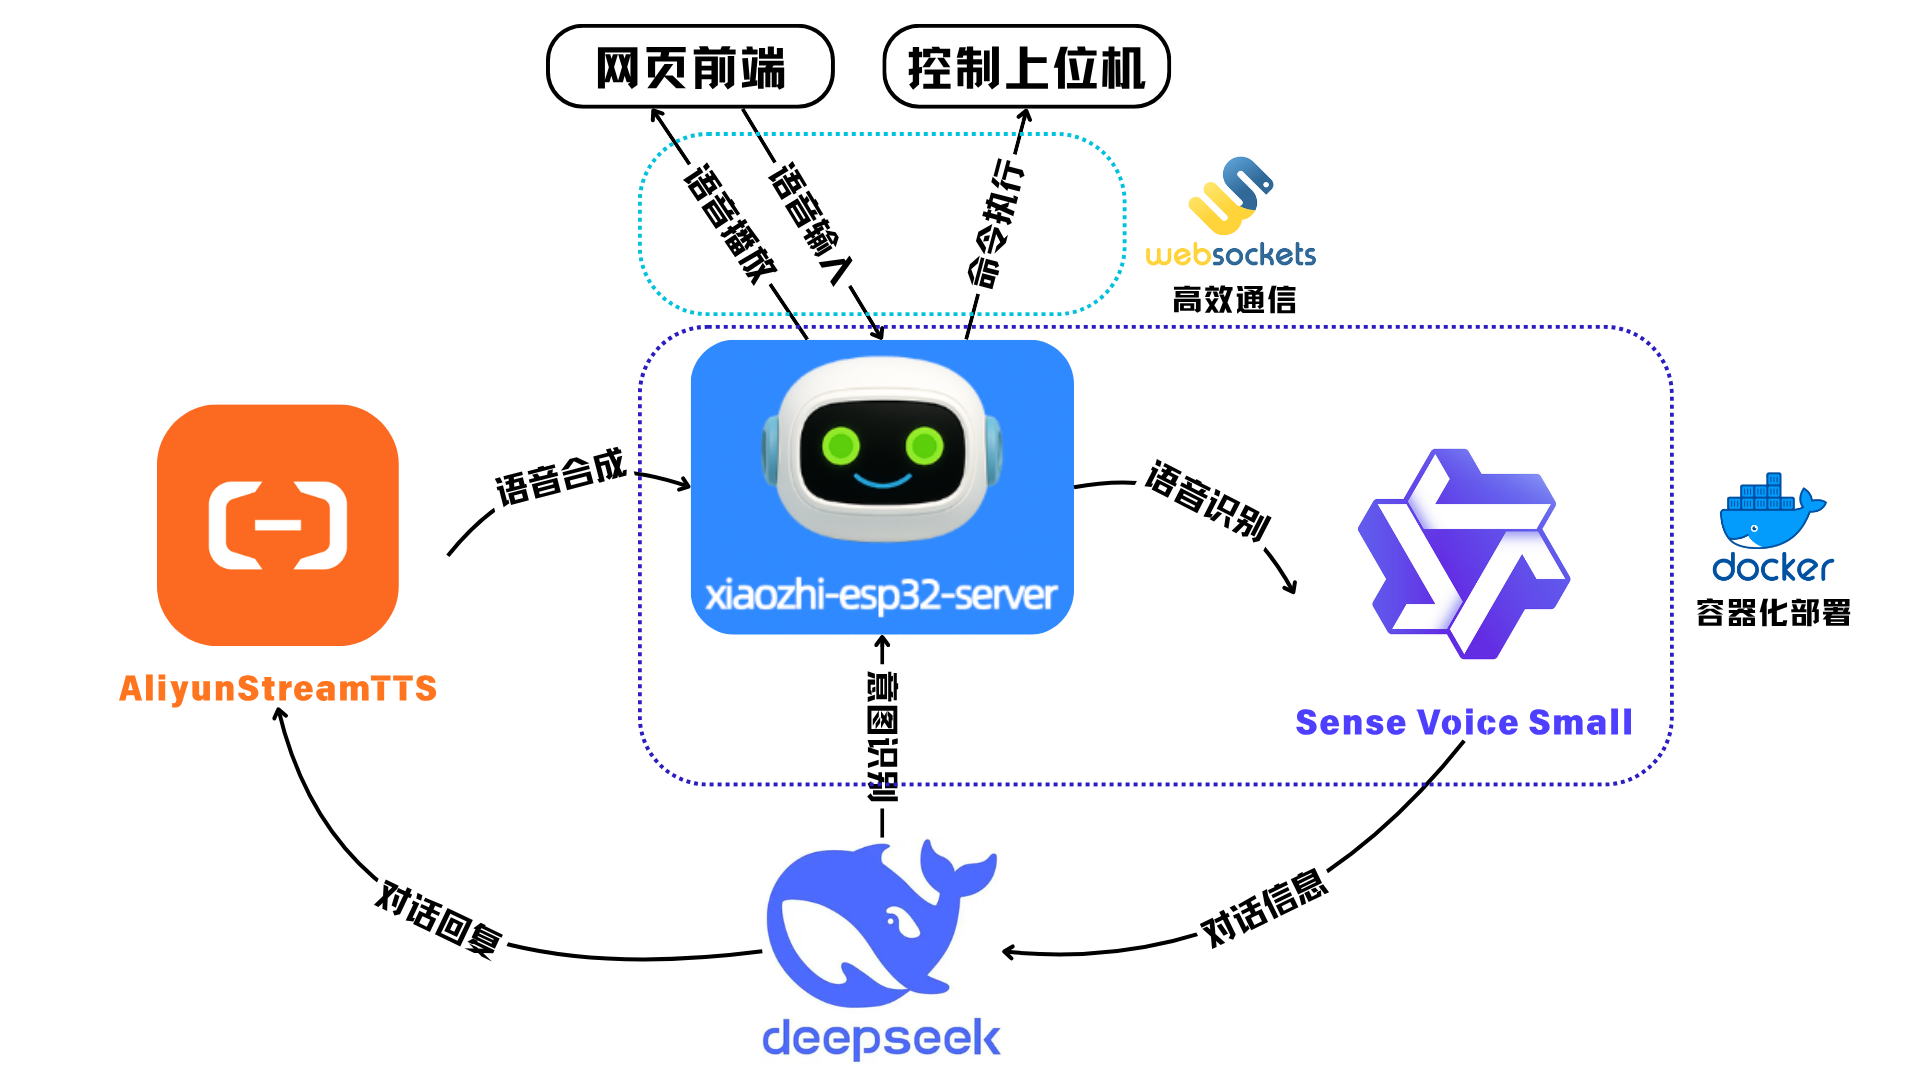 网页前端
控制上位机
语音播放
语音输入
命令执行
websockets
高效通信
语音合成
xiaozhi-esp32-server
语音识别
docker
容器化部署
AliyunStreamTTS
意图识别
Sense Voice Small
对话回复
对话信息
deepseek